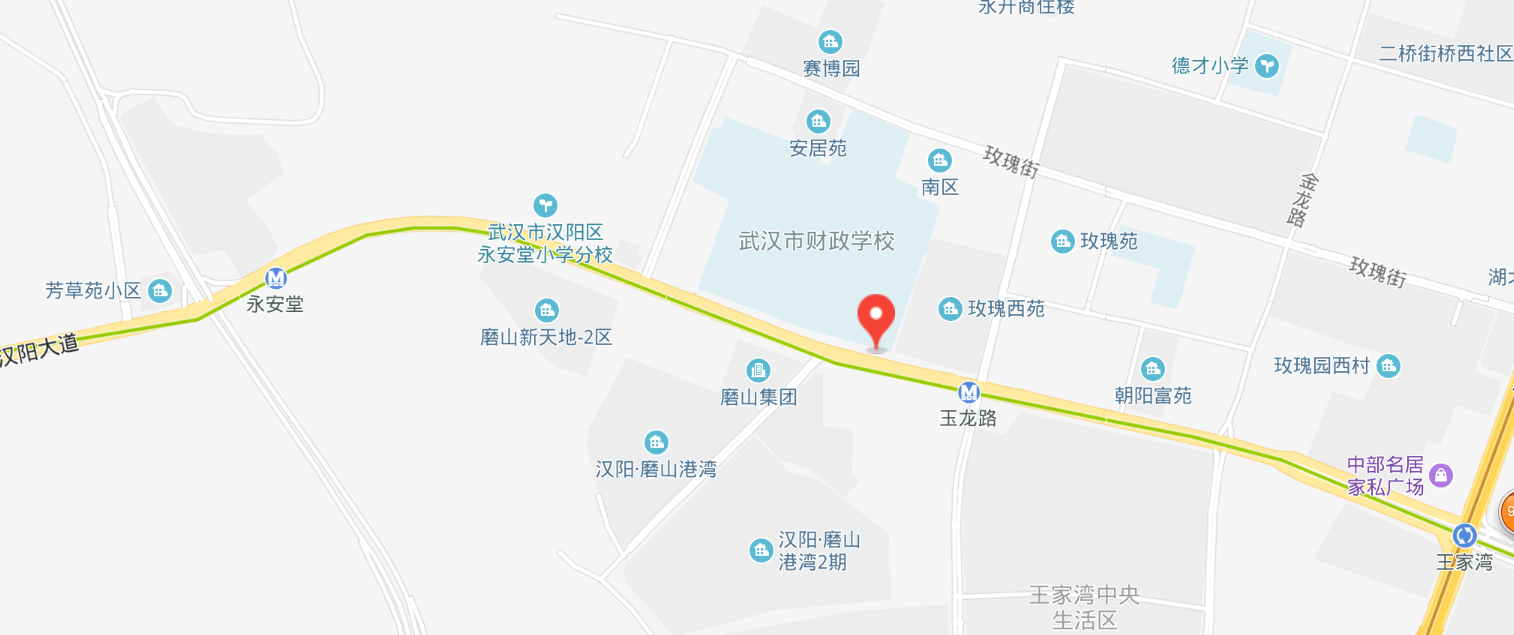 永升商住楼
二桥街桥西社区
德才小学
赛博园
安居苑
玫瑰街
南区
金龙路
武汉市汉阳区
永安堂小学分校
武汉市财政学校
玫瑰苑
玫瑰街
芳草苑小区
永安堂
玫瑰西苑
磨山新天地-2区
汉阳大道
玫瑰园西村
磨山集团
朝阳富苑
玉龙路
汉阳·磨山港湾
中部名居
家私广场
汉阳·磨山
港湾2期
王家湾
王家湾中央
生活区